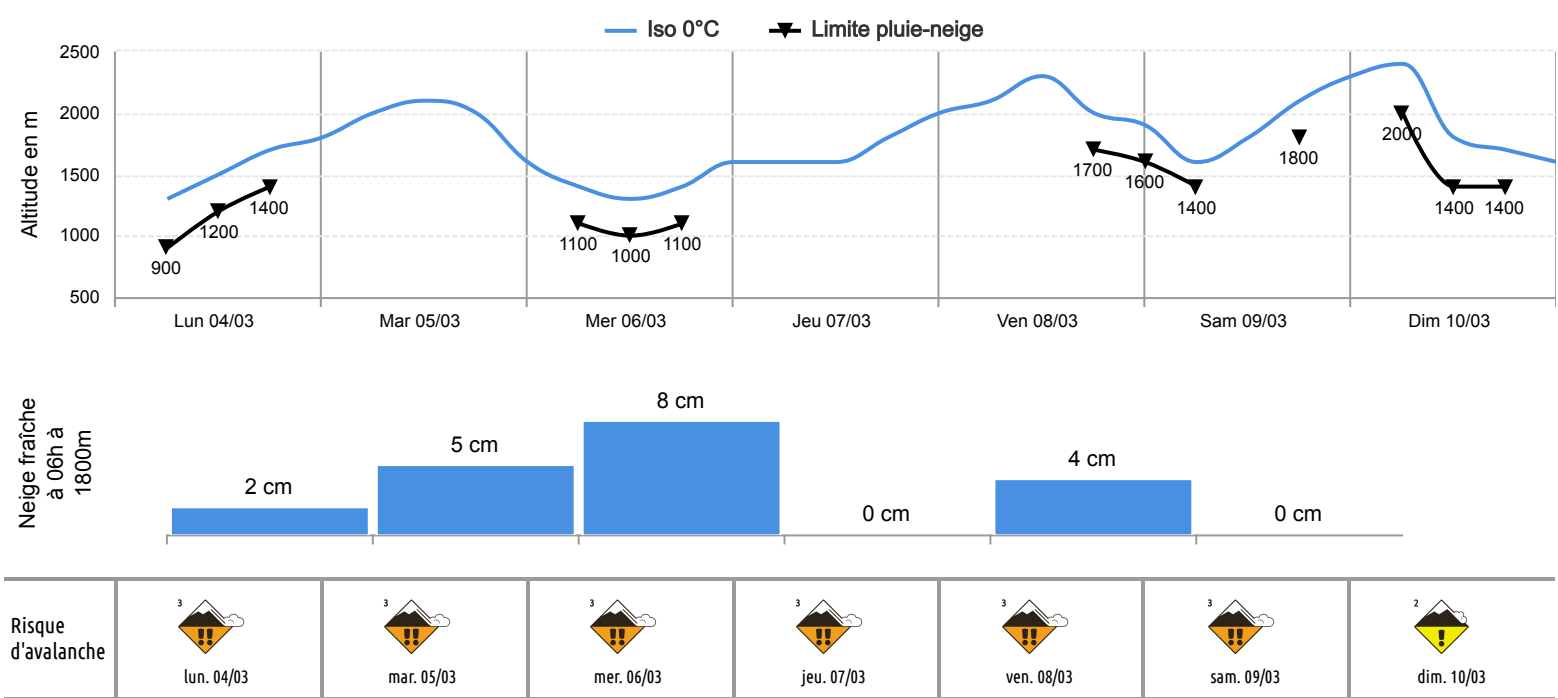 Iso 0°C Limite pluie-neige
Altitude en m
2500
2000
1500
1000
500
900
1200
1400
1100
1000
1100
1700
1600
1400
1800
2000
1400
1400
Lun 04/03 Mar 05/03 Mer 06/03 Jeu 07/03 Ven 08/03 Sam 09/03 Dim 10/03
Neige fraîche
à 06h à
1800m
2 cm
5 cm
8 cm
0 cm
4 cm
0 cm
Risque
d'avalanche
3 3 3 3 3 3 2
!! !! !! !! !! !! !
lun. 04/03 mar. 05/03 mer. 06/03 jeu. 07/03 ven. 08/03 sam. 09/03 dim. 10/03